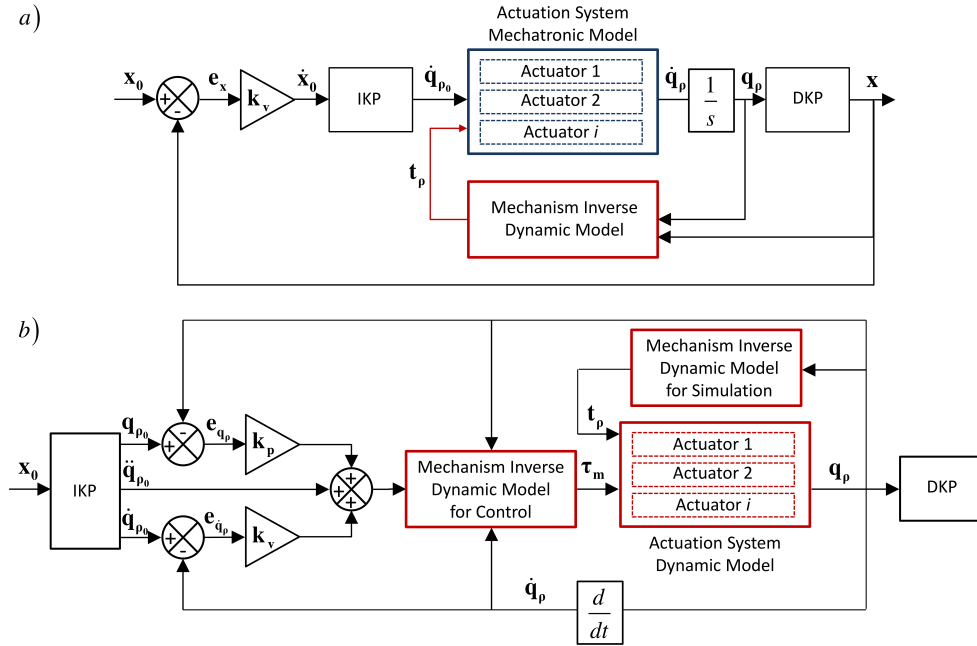 a)
Actuation System
Mechatronic Model
x₀
+
-
eₓ
kᵥ
ẋ₀
IKP
q̇ρ₀
Actuator 1
Actuator 2
Actuator i
q̇ρ
1
s
qρ
DKP
x
tρ
Mechanism Inverse
Dynamic Model
b)
x₀
IKP
qρ₀
q̈ρ₀
q̇ρ₀
+
-
e qρ
kₚ
+
-
e q̇ρ
kᵥ
+
+
+
Mechanism Inverse
Dynamic Model
for Control
τₘ
Mechanism Inverse
Dynamic Model
for Simulation
tρ
Actuator 1
Actuator 2
Actuator i
Actuation System
Dynamic Model
qρ
DKP
q̇ρ
d
dt